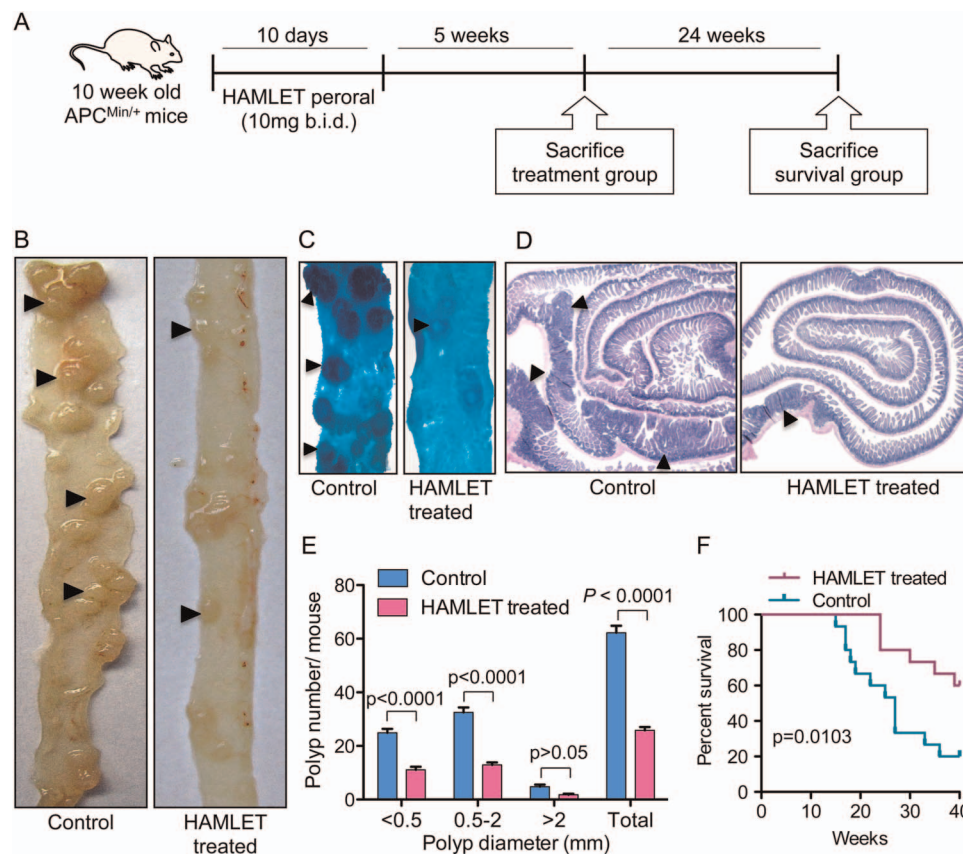 A
10 days
5 weeks
24 weeks
10 week old
APC^Min/+ mice
HAMLET peroral
(10mg b.i.d.)
Sacrifice
treatment group
Sacrifice
survival group
B
Control
HAMLET
treated
C
Control
HAMLET
treated
D
Control
HAMLET treated
E
Control
HAMLET treated
Polyp number/ mouse
80
60
40
20
0
p<0.0001
p<0.0001
p>0.05
P < 0.0001
<0.5
0.5-2
>2
Total
Polyp diameter (mm)
F
HAMLET treated
Control
Percent survival
100
80
60
40
20
p=0.0103
0
10
20
30
40
Weeks